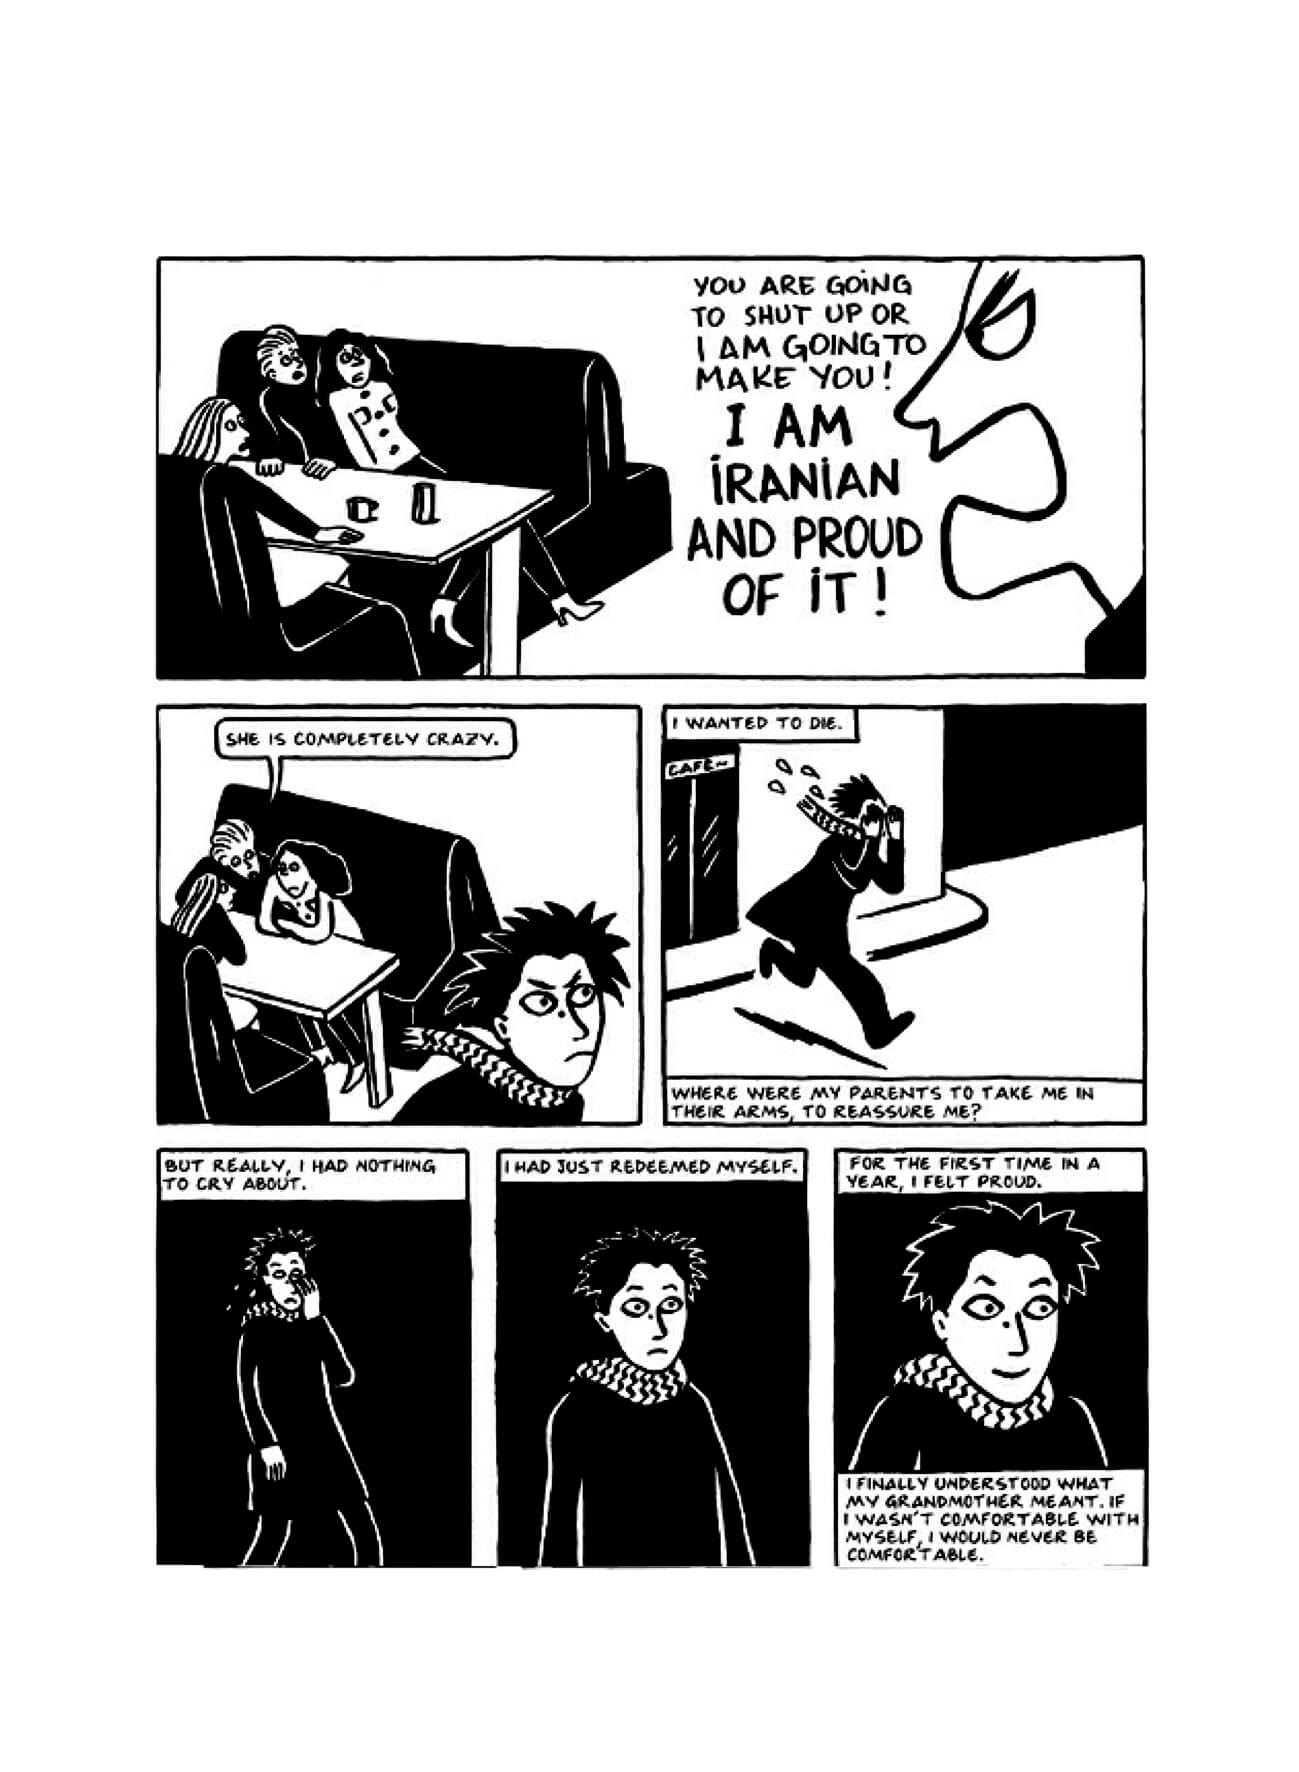 YOU ARE GOING
TO SHUT UP OR
I AM GOING TO
MAKE YOU!
I AM
IRANIAN
AND PROUD
OF IT!
SHE IS COMPLETELY CRAZY.
I WANTED TO DIE.
CAFE~
WHERE WERE MY PARENTS TO TAKE ME IN
THEIR ARMS, TO REASSURE ME?
BUT REALLY, I HAD NOTHING
TO CRY ABOUT.
I HAD JUST REDEEMED MYSELF.
FOR THE FIRST TIME IN A
YEAR, I FELT PROUD.
I FINALLY UNDERSTOOD WHAT
MY GRANDMOTHER MEANT. IF
I WASN'T COMFORTABLE WITH
MYSELF, I WOULD NEVER BE
COMFORTABLE.